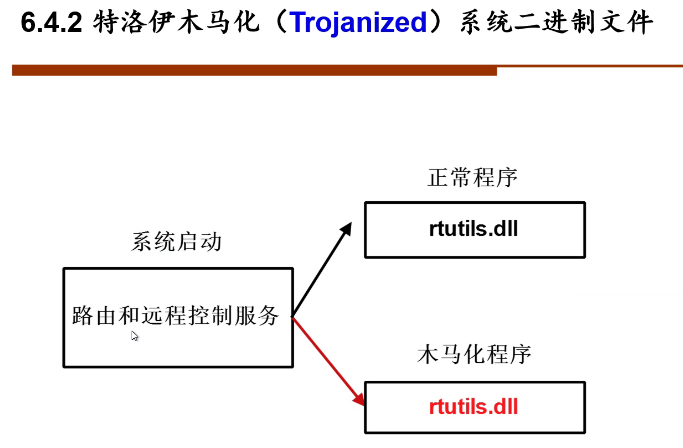 6.4.2 特洛伊木马化（Trojanized）系统二进制文件
正常程序
rtutils.dll
系统启动
路由和远程控制服务
木马化程序
rtutils.dll